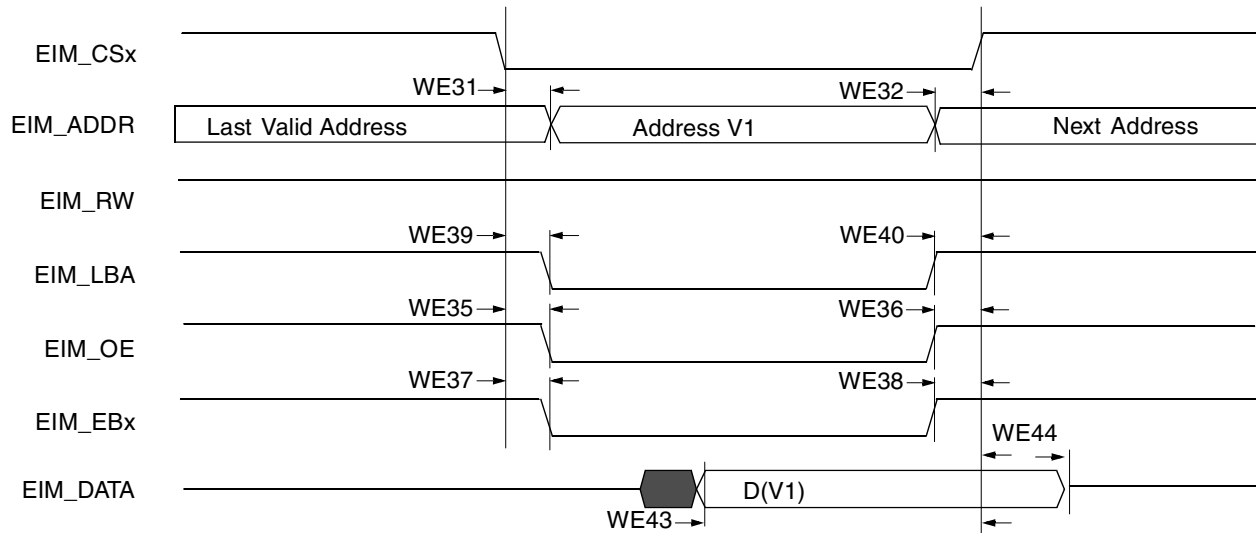 EIM_CSx
WE31
WE32
EIM_ADDR
Last Valid Address
Address V1
Next Address
EIM_RW
WE39
WE40
EIM_LBA
WE35
WE36
EIM_OE
WE37
WE38
EIM_EBx
WE44
EIM_DATA
D(V1)
WE43